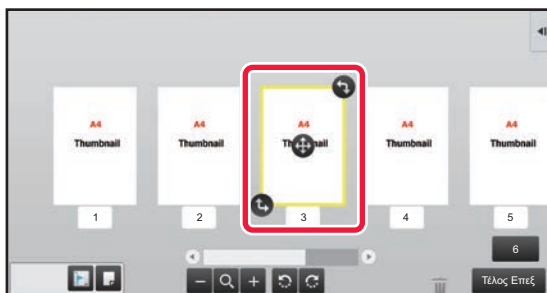 A4 A4 A4 A4 A4
Thumbnail Thumbnail Thumbnail Thumbnail Thumbnail
1 2 3 4 5
6
Τέλος Επεξ